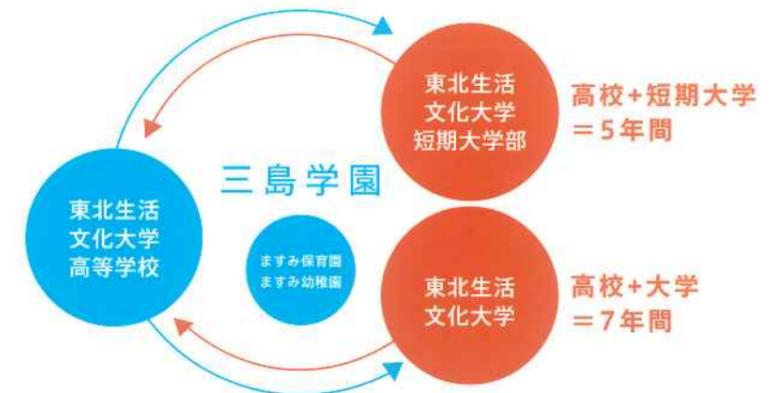 東北生活
文化大学
短期大学部
高校+短期大学
=5年間
三島学園
東北生活
文化大学
高等学校
ますみ保育園
ますみ幼稚園
東北生活
文化大学
高校+大学
=7年間